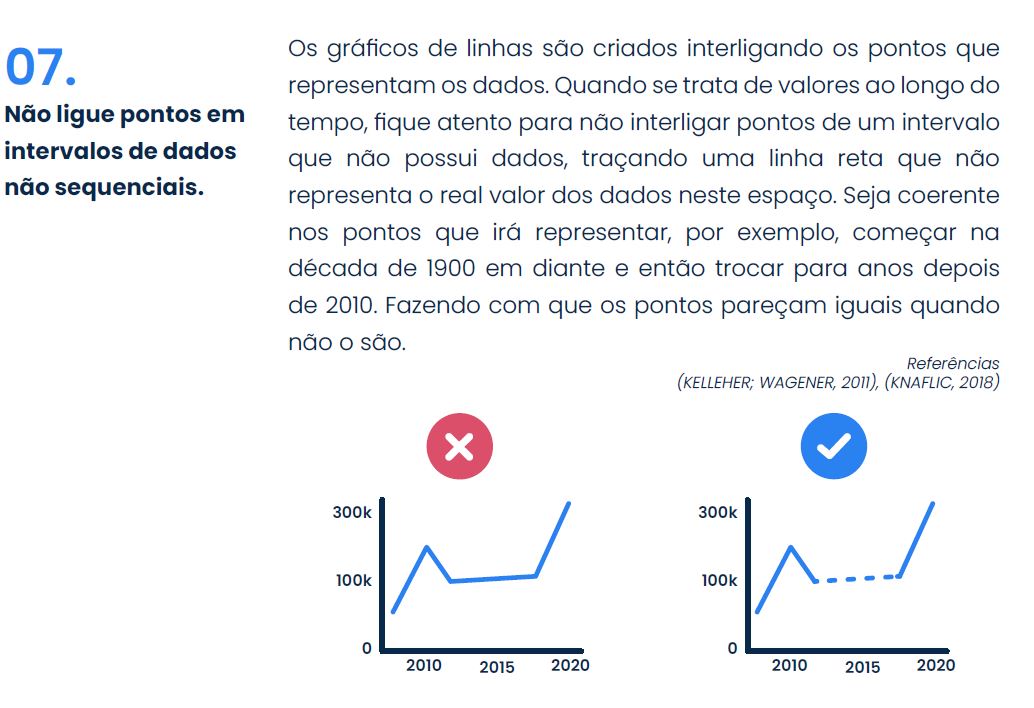 07.
Não ligue pontos em
intervalos de dados
não sequenciais.
Os gráficos de linhas são criados interligando os pontos que
representam os dados. Quando se trata de valores ao longo do
tempo, fique atento para não interligar pontos de um intervalo
que não possui dados, traçando uma linha reta que não
representa o real valor dos dados neste espaço. Seja coerente
nos pontos que irá representar, por exemplo, começar na
década de 1900 em diante e então trocar para anos depois
de 2010. Fazendo com que os pontos pareçam iguais quando
não o são.
Referências
(KELLEHER; WAGENER, 2011), (KNAFLIC, 2018)
300k
100k
0
2010 2015 2020
300k
100k
0
2010 2015 2020